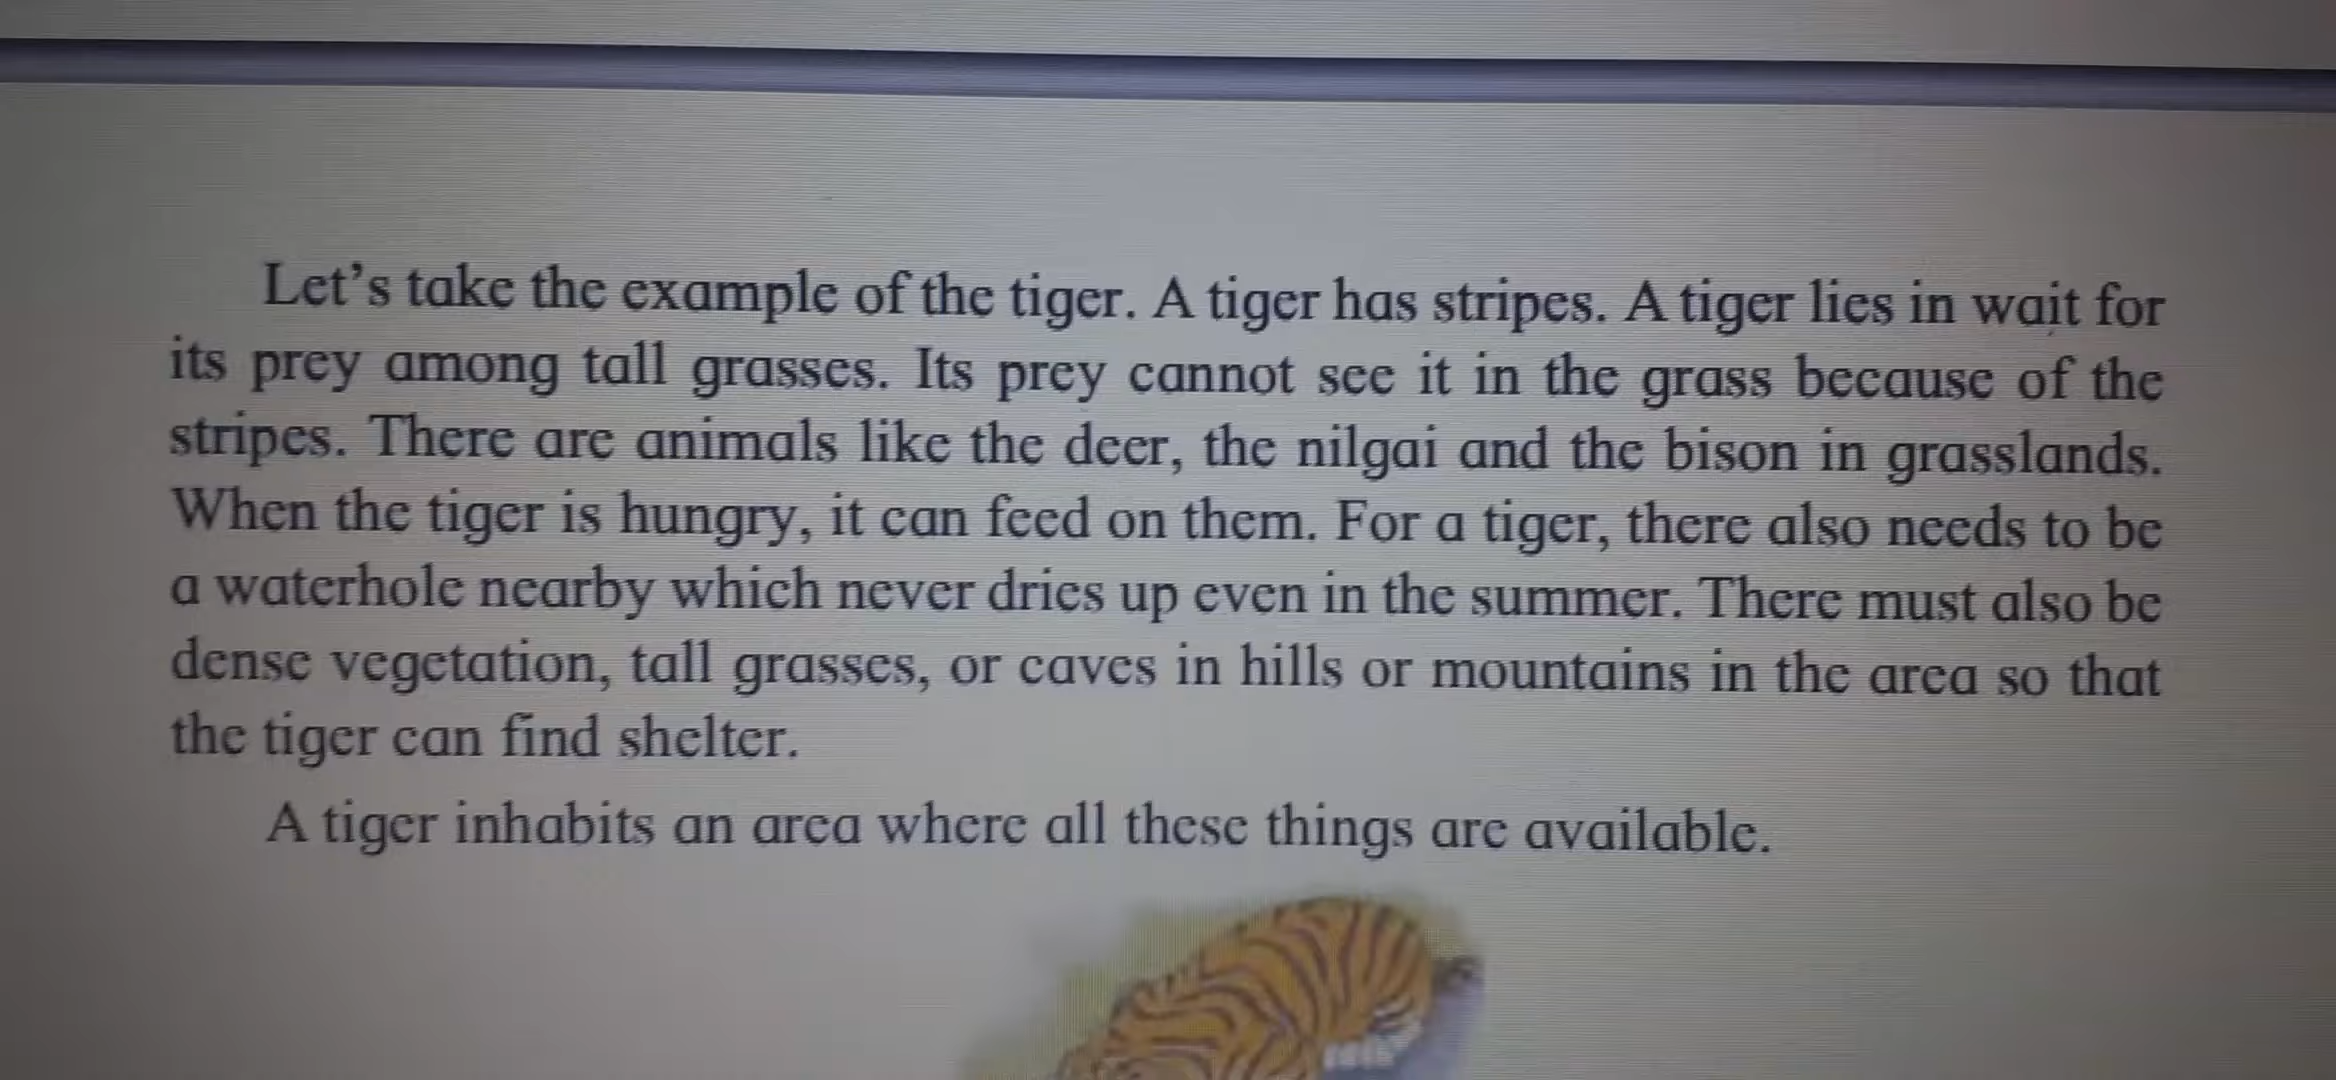 Let's take the example of the tiger. A tiger has stripes. A tiger lies in wait for
its prey among tall grasses. Its prey cannot see it in the grass because of the
stripes. There are animals like the deer, the nilgai and the bison in grasslands.
When the tiger is hungry, it can feed on them. For a tiger, there also needs to be
a waterhole nearby which never dries up even in the summer. There must also be
dense vegetation, tall grasses, or caves in hills or mountains in the area so that
the tiger can find shelter.
A tiger inhabits an area where all these things are available.